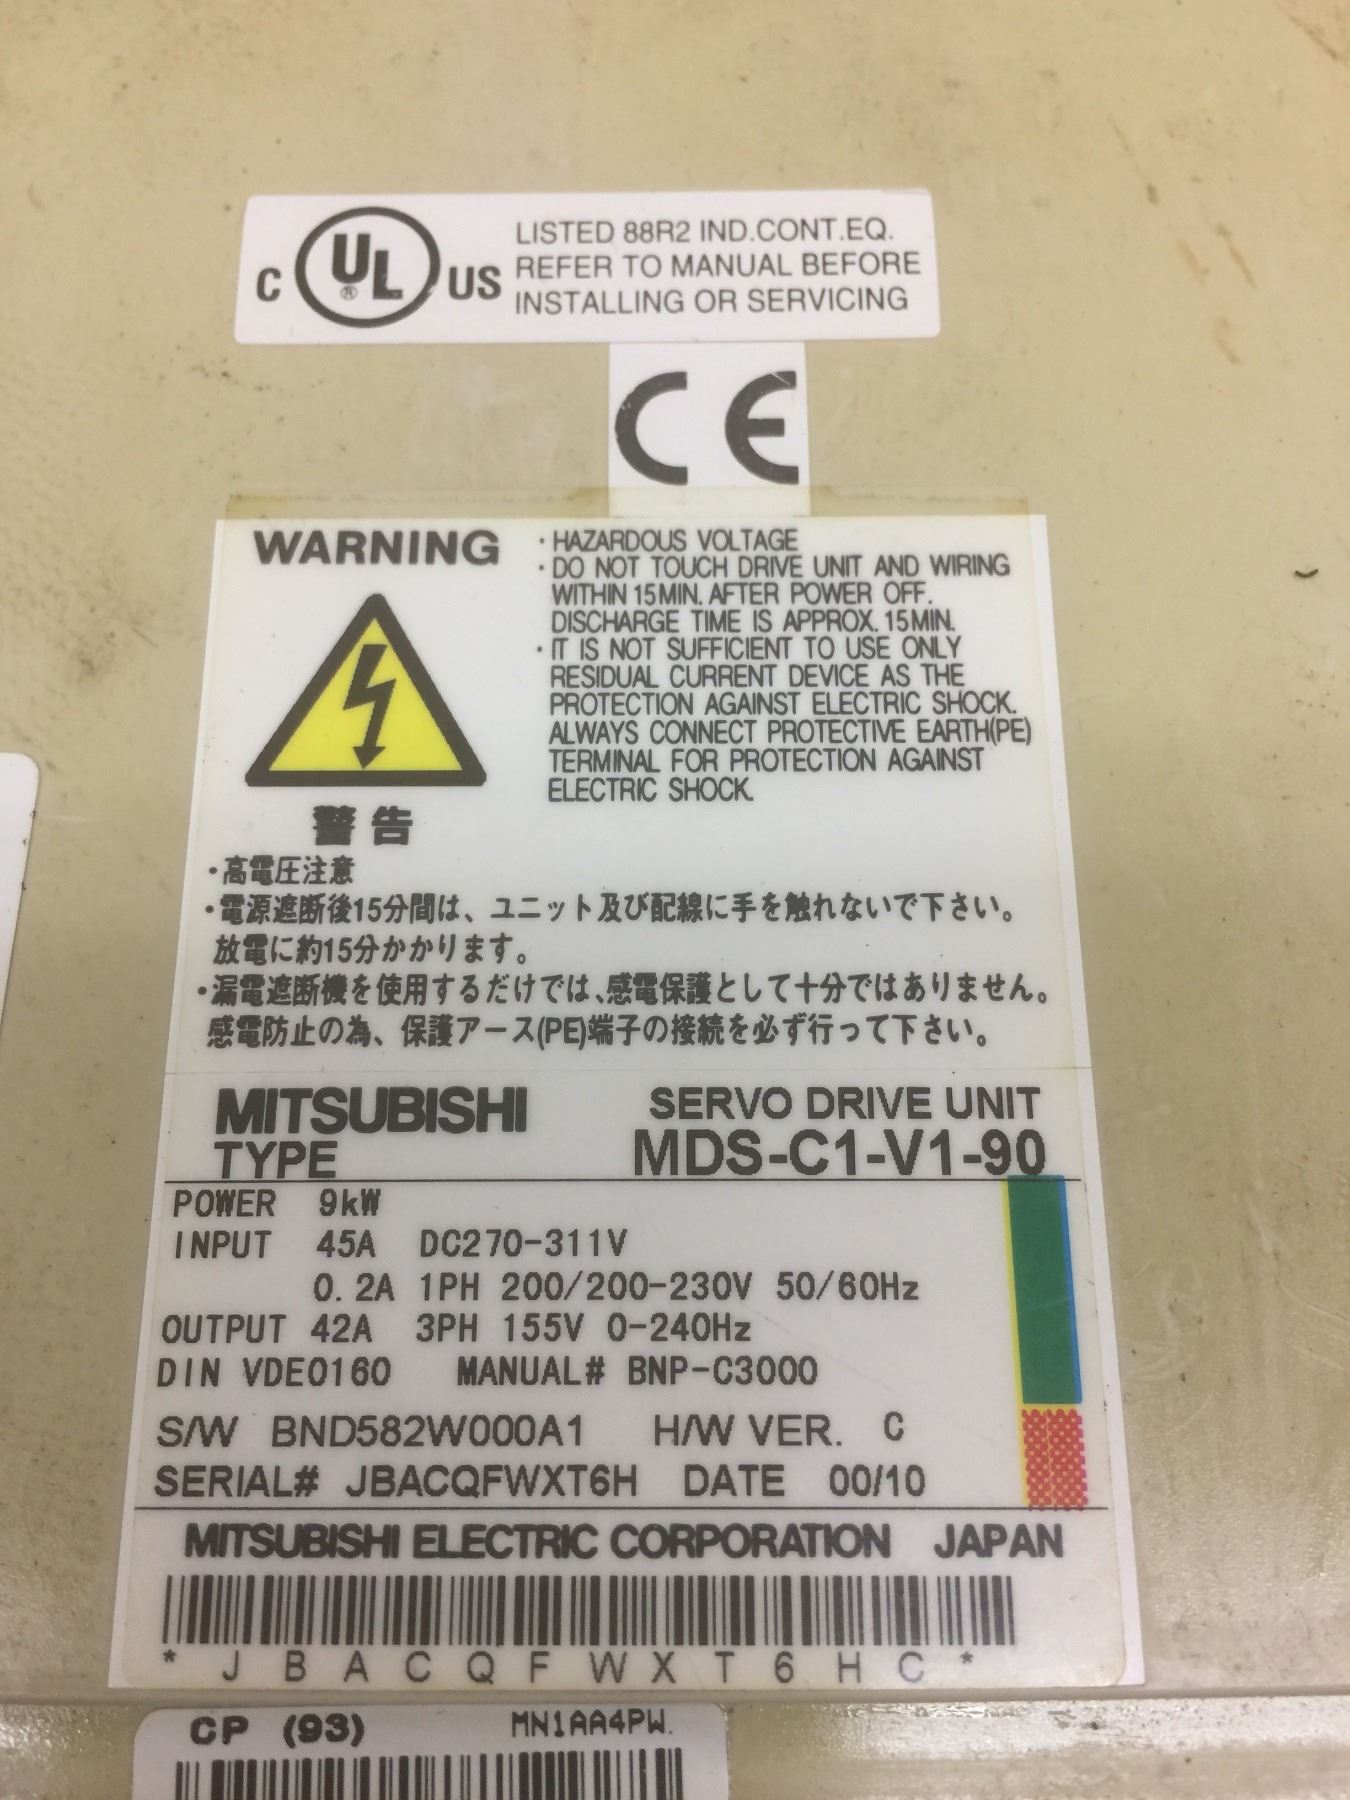 C UL ® US
LISTED 88R2 IND.CONT.EQ.
REFER TO MANUAL BEFORE
INSTALLING OR SERVICING
CE
WARNING
・HAZARDOUS VOLTAGE
・DO NOT TOUCH DRIVE UNIT AND WIRING
WITHIN 15MIN. AFTER POWER OFF.
DISCHARGE TIME IS APPROX. 15MIN.
・IT IS NOT SUFFICIENT TO USE ONLY
RESIDUAL CURRENT DEVICE AS THE
PROTECTION AGAINST ELECTRIC SHOCK.
ALWAYS CONNECT PROTECTIVE EARTH(PE)
TERMINAL FOR PROTECTION AGAINST
ELECTRIC SHOCK.
警告
・高電圧注意
・電源遮断後15分間は、ユニット及び配線に手を触れないで下さい。
放電に約15分かかります。
・漏電遮断機を使用するだけでは、感電保護として十分ではありません。
感電防止の為、保護アース(PE)端子の接続を必ず行って下さい。
MITSUBISHI SERVO DRIVE UNIT
TYPE MDS-C1-V1-90
POWER 9kW
INPUT 45A DC270-311V
0.2A 1PH 200/200-230V 50/60Hz
OUTPUT 42A 3PH 155V 0-240Hz
DIN VDE0160 MANUAL# BNP-C3000
S/W BND582W000A1 H/W VER. C
SERIAL# JBACQFWXT6H DATE 00/10
MITSUBISHI ELECTRIC CORPORATION JAPAN
* J B A C Q F W X T 6 H C *
CP (93) MN1AA4PW.